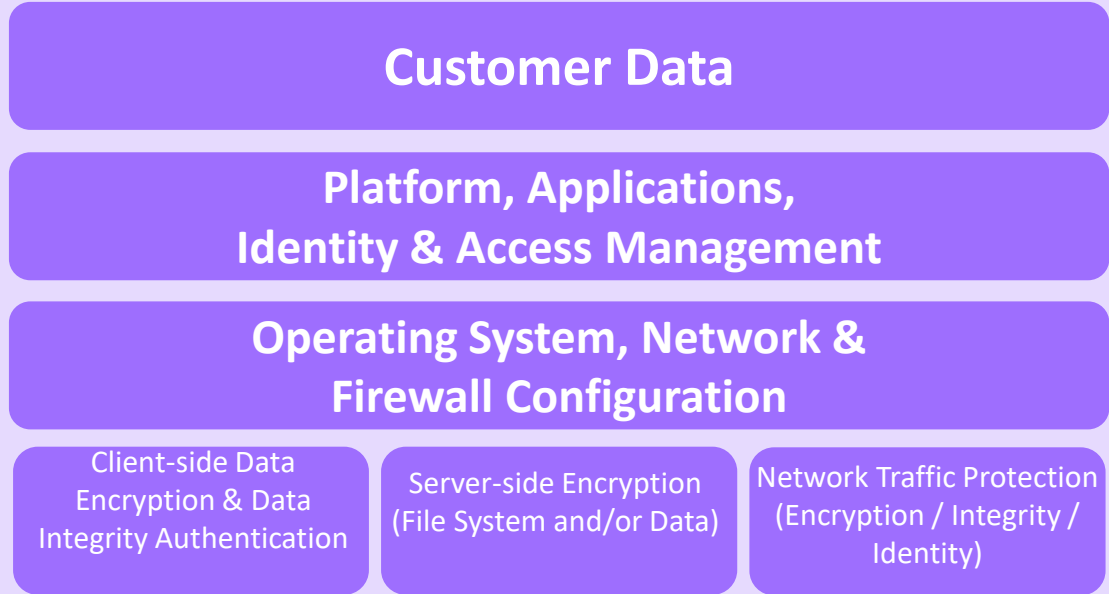 Customer Data
Platform, Applications,
Identity & Access Management
Operating System, Network &
Firewall Configuration
Client-side Data
Encryption & Data
Integrity Authentication
Server-side Encryption
(File System and/or Data)
Network Traffic Protection
(Encryption / Integrity /
Identity)